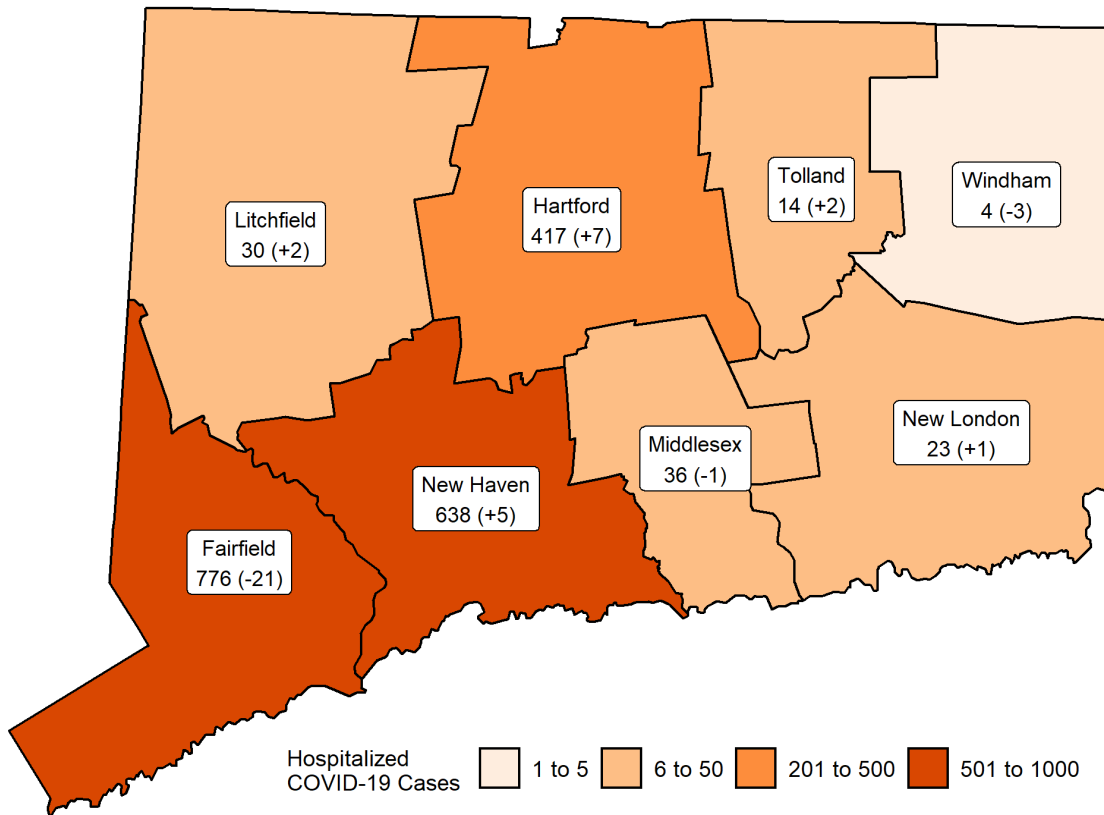 Tolland
14 (+2)
Windham
4 (-3)
Litchfield
30 (+2)
Hartford
417 (+7)
New London
23 (+1)
Middlesex
36 (-1)
New Haven
638 (+5)
Fairfield
776 (-21)
Hospitalized
COVID-19 Cases
1 to 5
6 to 50
201 to 500
501 to 1000